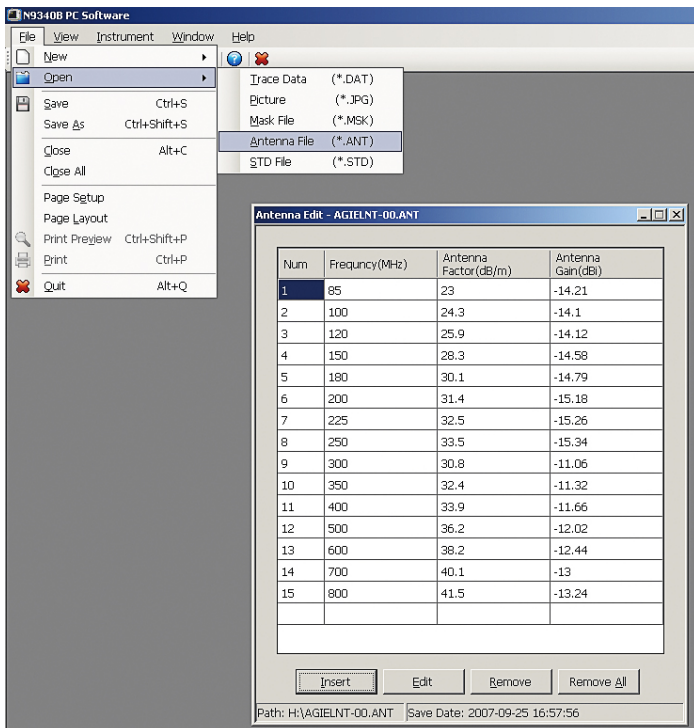 N9340B PC Software
File View Instrument Window Help
New
Open
Save Ctrl+S
Save As Ctrl+Shift+S
Close Alt+C
Close All
Page Setup
Page Layout
Print Preview Ctrl+Shift+P
Print Ctrl+P
Quit Alt+Q
Trace Data (*.DAT)
Picture (*.JPG)
Mask File (*.MSK)
Antenna File (*.ANT)
STD File (*.STD)
Antenna Edit - AGIELNT-00.ANT
Num Frequncy(MHz) Antenna Factor(dB/m) Antenna Gain(dBi)
1 85 23 -14.21
2 100 24.3 -14.1
3 120 25.9 -14.12
4 150 28.3 -14.58
5 180 30.1 -14.79
6 200 31.4 -15.18
7 225 32.5 -15.26
8 250 33.5 -15.34
9 300 30.8 -11.06
10 350 32.4 -11.32
11 400 33.9 -11.66
12 500 36.2 -12.02
13 600 38.2 -12.44
14 700 40.1 -13
15 800 41.5 -13.24
Insert Edit Remove Remove All
Path: H:\AGIELNT-00.ANT Save Date: 2007-09-25 16:57:56